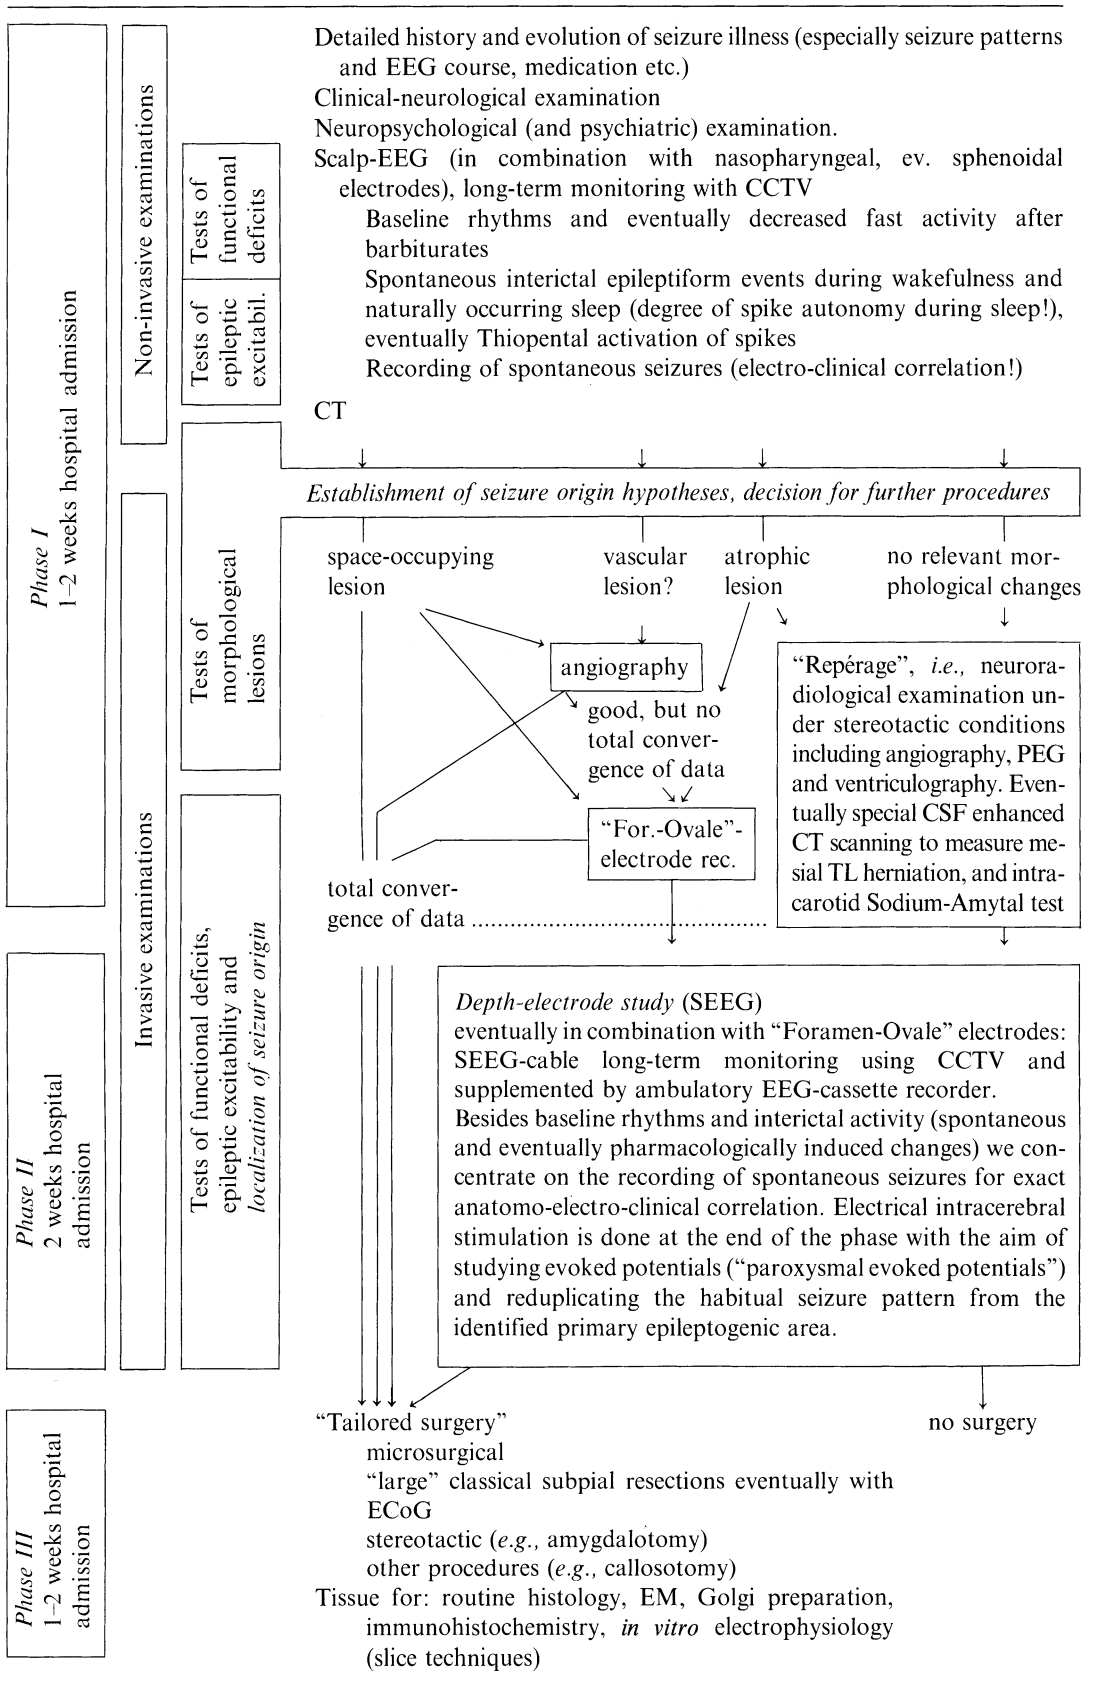 Phase I
1–2 weeks hospital admission
Non-invasive examinations
Tests of
functional
deficits
Tests of
epileptic
excitabil.
Detailed history and evolution of seizure illness (especially seizure patterns
and EEG course, medication etc.)
Clinical-neurological examination
Neuropsychological (and psychiatric) examination.
Scalp-EEG (in combination with nasopharyngeal, ev. sphenoidal
electrodes), long-term monitoring with CCTV
Baseline rhythms and eventually decreased fast activity after
barbiturates
Spontaneous interictal epileptiform events during wakefulness and
naturally occurring sleep (degree of spike autonomy during sleep!),
eventually Thiopental activation of spikes
Recording of spontaneous seizures (electro-clinical correlation!)
CT
Establishment of seizure origin hypotheses, decision for further procedures
Tests of
morphological
lesions
space-occupying
lesion
vascular
lesion?
atrophic
lesion
no relevant mor-
phological changes
angiography
good, but no
total conver-
gence of data
"For.-Ovale"-
electrode rec.
"Repérage", i.e., neurora-
diological examination un-
der stereotactic conditions
including angiography, PEG
and ventriculography. Even-
tually special CSF enhanced
CT scanning to measure me-
sial TL herniation, and intra-
carotid Sodium-Amytal test
total conver-
gence of data ............................................
Invasive examinations
Phase II
2 weeks hospital
admission
Tests of functional deficits,
epileptic excitability and
localization of seizure origin
Depth-electrode study (SEEG)
eventually in combination with "Foramen-Ovale" electrodes:
SEEG-cable long-term monitoring using CCTV and
supplemented by ambulatory EEG-cassette recorder.
Besides baseline rhythms and interictal activity (spontaneous
and eventually pharmacologically induced changes) we con-
centrate on the recording of spontaneous seizures for exact
anatomo-electro-clinical correlation. Electrical intracerebral
stimulation is done at the end of the phase with the aim of
studying evoked potentials ("paroxysmal evoked potentials")
and reduplicating the habitual seizure pattern from the
identified primary epileptogenic area.
Phase III
1–2 weeks hospital
admission
"Tailored surgery"
no surgery
microsurgical
"large" classical subpial resections eventually with
ECoG
stereotactic (e.g., amygdalotomy)
other procedures (e.g., callosotomy)
Tissue for: routine histology, EM, Golgi preparation,
immunohistochemistry, in vitro electrophysiology
(slice techniques)